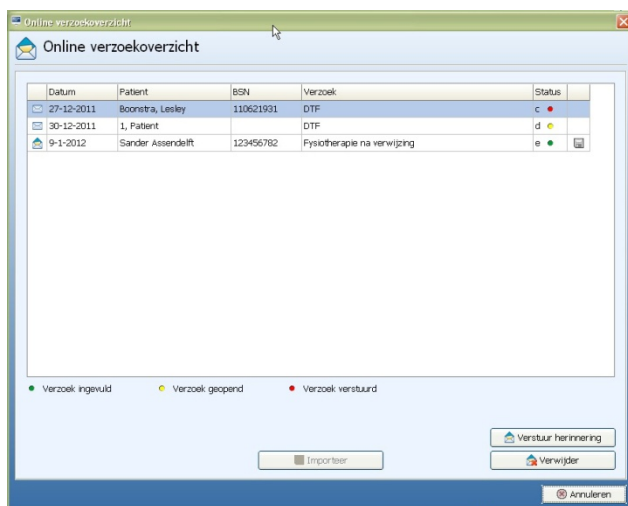 Online verzoekoverzicht
Online verzoekoverzicht
Datum Patient BSN Verzoek Status
27-12-2011 Boonstra, Lesley 110621931 DTF c
30-12-2011 1, Patient DTF d
9-1-2012 Sander Assendelft 123456782 Fysiotherapie na verwijzing e
Verzoek ingevuld Verzoek geopend Verzoek verstuurd
Verstuur herinnering
Importeer Verwijder
Annuleren